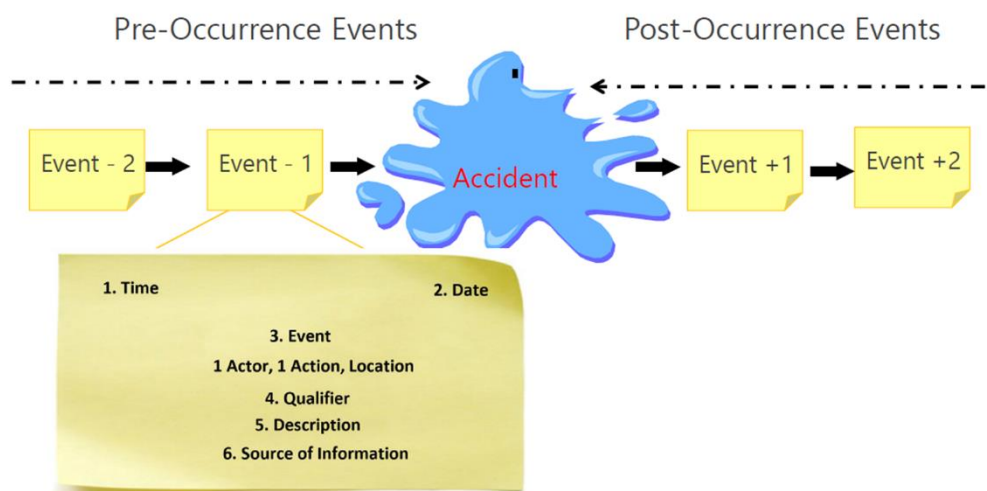 Pre-Occurrence Events
Post-Occurrence Events
Event - 2
Event - 1
Accident
Event +1
Event +2
1. Time
2. Date
3. Event
1 Actor, 1 Action, Location
4. Qualifier
5. Description
6. Source of Information